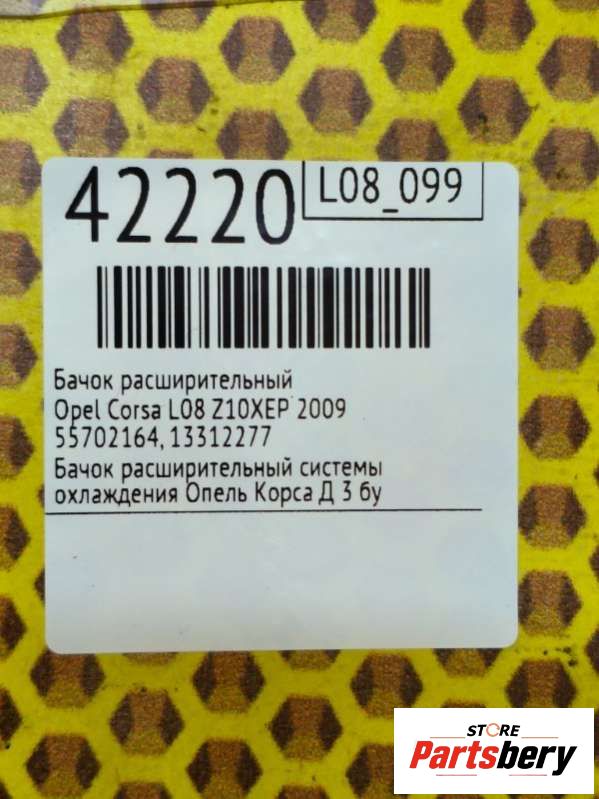 42220
L08_099
Бачок расширительный
Opel Corsa L08 Z10XEP 2009
55702164, 13312277
Бачок расширительный системы
охлаждения Опель Корса Д 3 бу
STORE
Partsbery